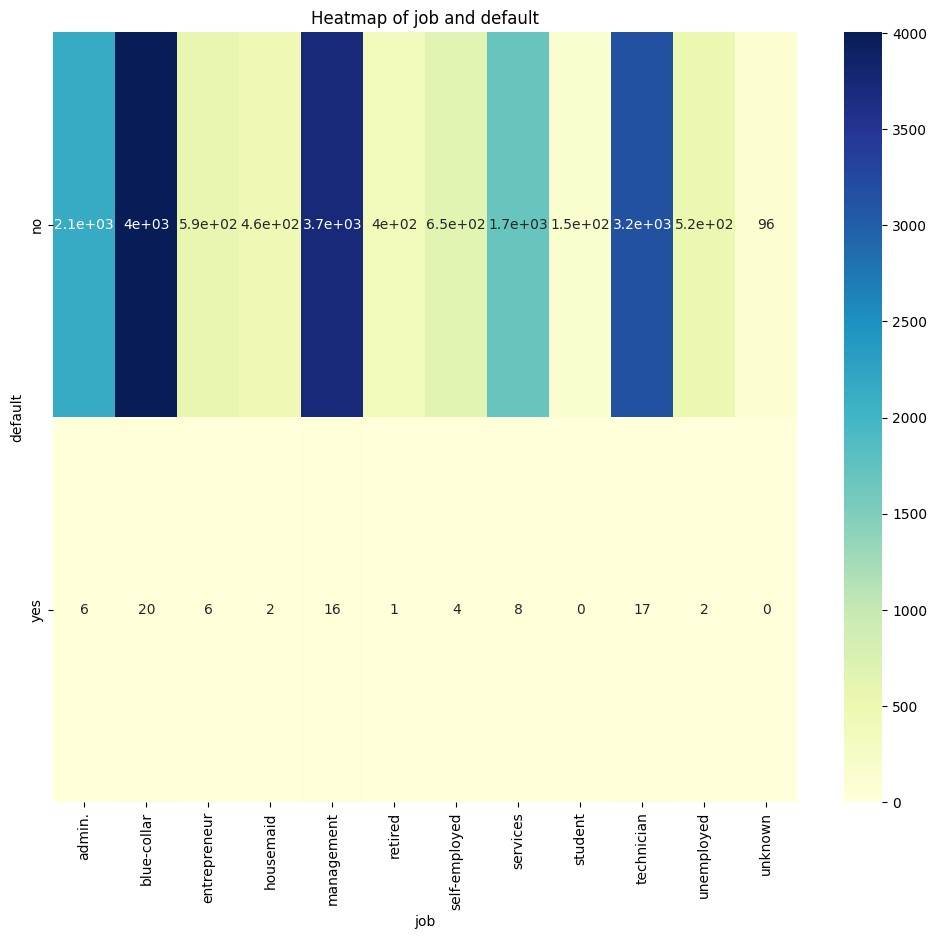 Heatmap of job and default
4000
3500
3000
2500
2000
1500
1000
500
0
default
no
2.1e+03 4e+03 5.9e+02 4.6e+02 3.7e+03 4e+02 6.5e+02 1.7e+03 1.5e+02 3.2e+03 5.2e+02 96
yes
6 20 6 2 16 1 4 8 0 17 2 0
admin.
blue-collar
entrepreneur
housemaid
management
retired
self-employed
services
student
technician
unemployed
unknown
job